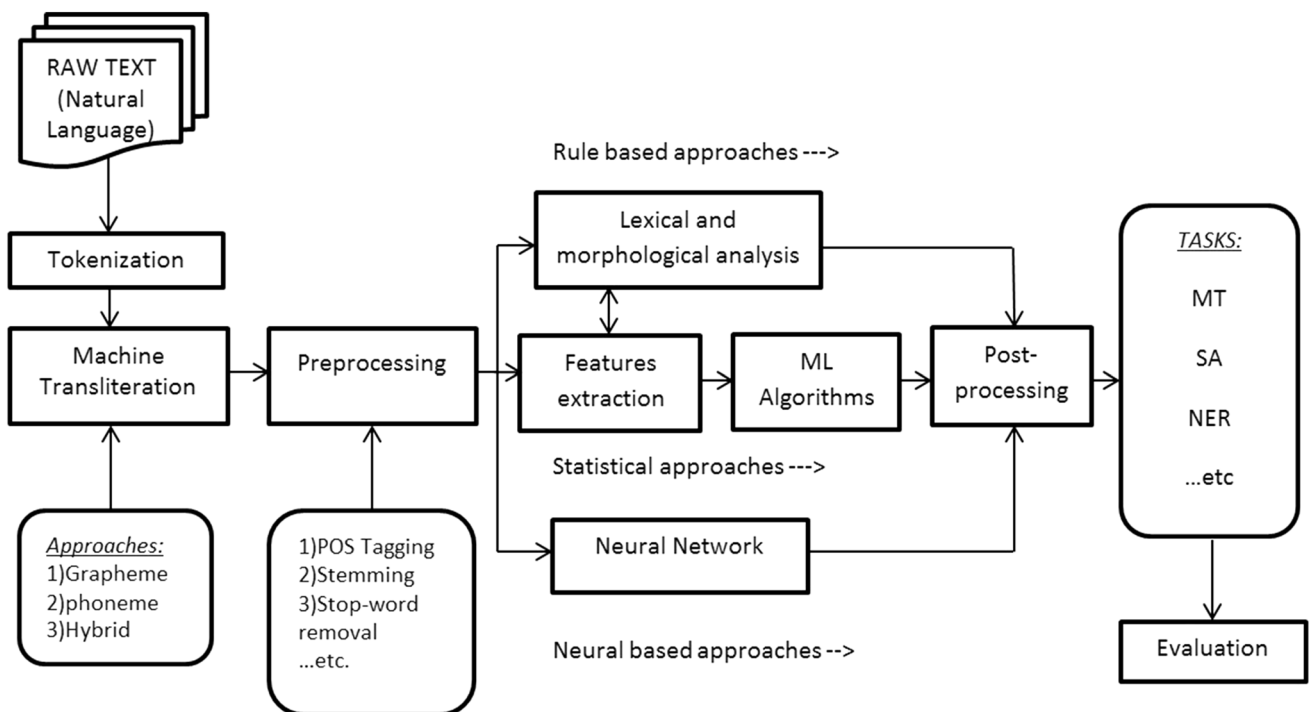 RAW TEXT
(Natural
Language)
Tokenization
Machine
Transliteration
Approaches:
1)Grapheme
2)phoneme
3)Hybrid
Preprocessing
1)POS Tagging
2)Stemming
3)Stop-word
removal
...etc.
Rule based approaches --->
Lexical and
morphological analysis
Features
extraction
ML
Algorithms
Statistical approaches --->
Neural Network
Neural based approaches -->
Post-
processing
TASKS:
MT
SA
NER
...etc
Evaluation